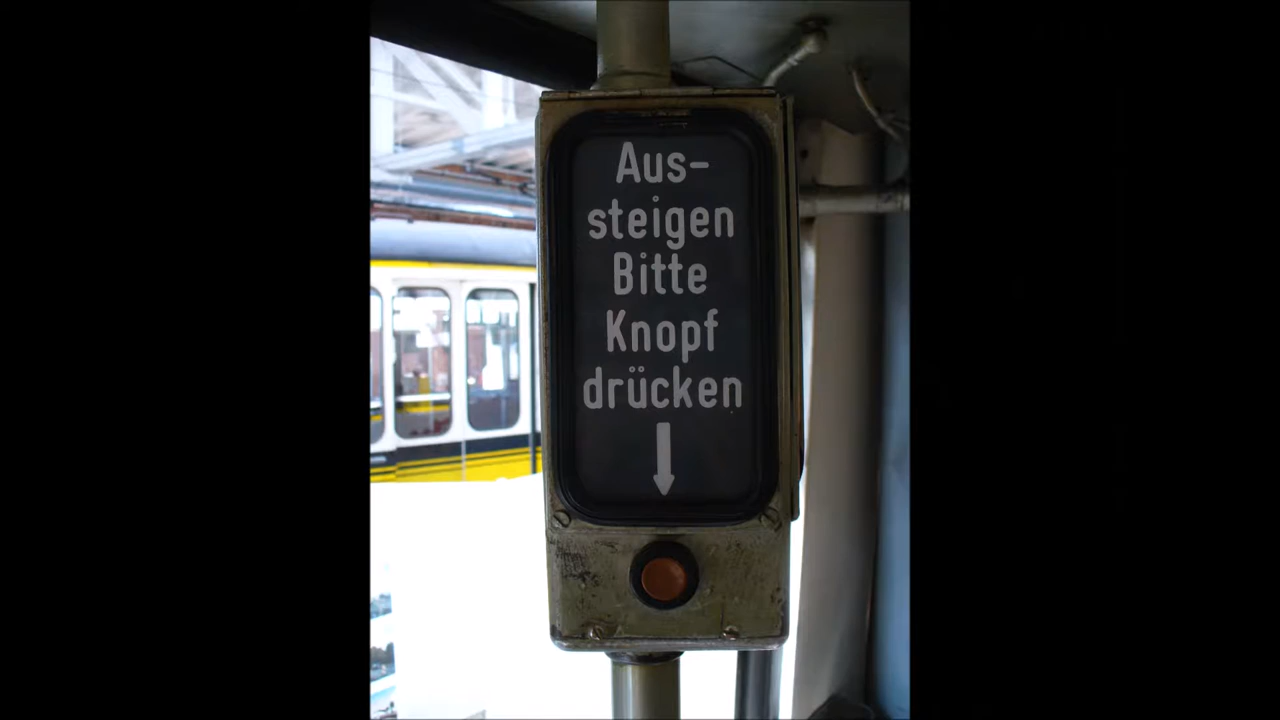 Aus-
steigen
Bitte
Knopf
drücken